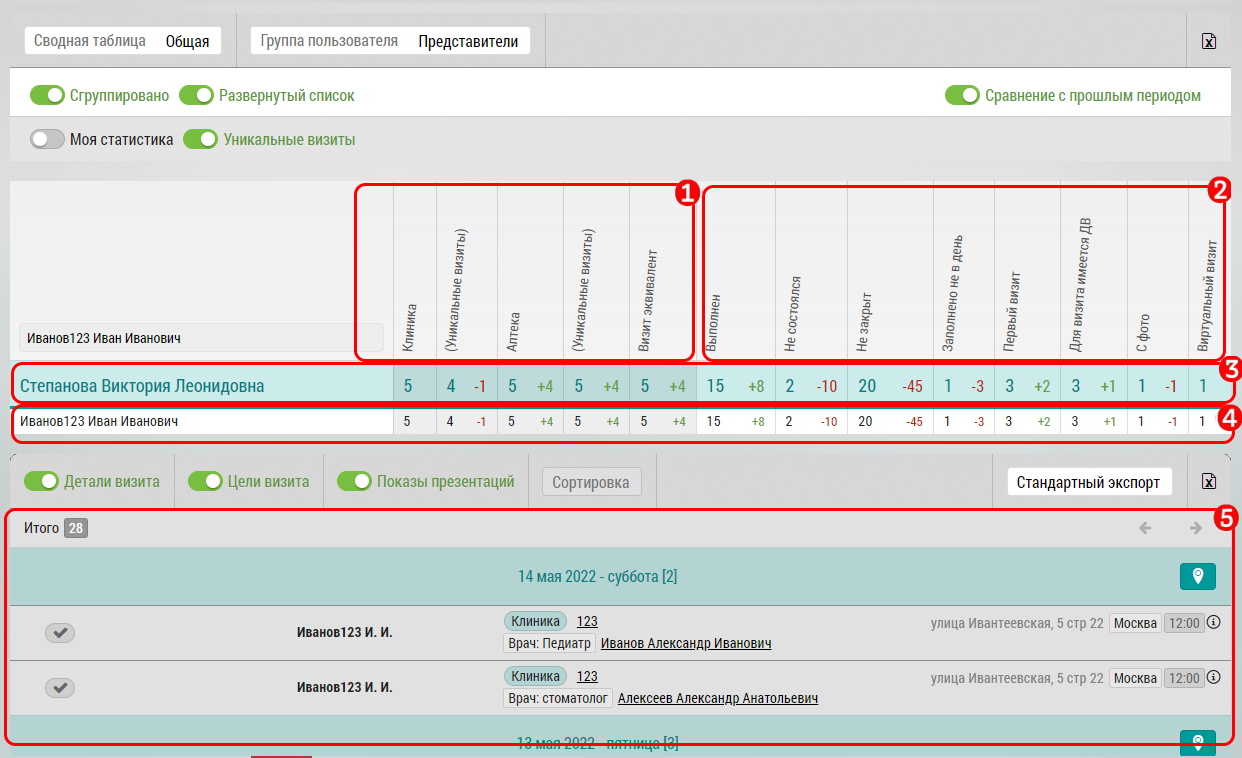 Сводная таблица Общая Группа пользователя Представители
Сгруппировано Развернутый список Сравнение с прошлым периодом
Моя статистика Уникальные визиты
1 2
Иванов123 Иван Иванович
Клиника
(Уникальные визиты)
Аптека
(Уникальные визиты)
Визит эквивалент
Выполнен
Не состоялся
Не закрыт
Заполнено не в день
Первый визит
Для визита имеется ДВ
С фото
Виртуальный визит
3
Степанова Виктория Леонидовна 5 4 -1 5 +4 5 +4 5 +4 15 +8 2 -10 20 -45 1 -3 3 +2 3 +1 1 -1 1
4
Иванов123 Иван Иванович 5 4 -1 5 +4 5 +4 5 +4 15 +8 2 -10 20 -45 1 -3 3 +2 3 +1 1 -1 1
Детали визита Цели визита Показы презентаций Сортировка Стандартный экспорт
5
Итого 28
14 мая 2022 - суббота [2]
Иванов123 И. И. Клиника 123 улица Ивантеевская, 5 стр 22 Москва 12:00
Врач: Педиатр Иванов Александр Иванович
Иванов123 И. И. Клиника 123 улица Ивантеевская, 5 стр 22 Москва 12:00
Врач: стоматолог Алексеев Александр Анатольевич
13 мая 2022 - пятница [3]